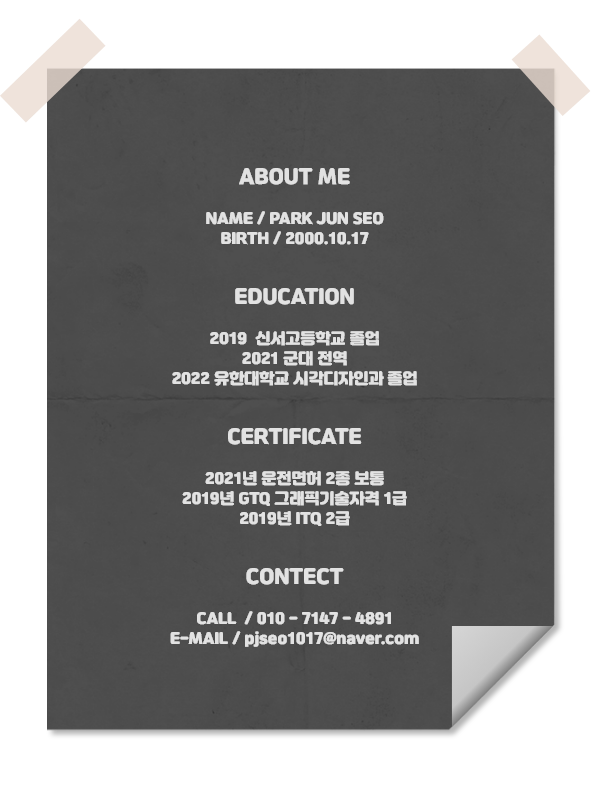 ABOUT ME
NAME / PARK JUN SEO
BIRTH / 2000.10.17
EDUCATION
2019 신서고등학교 졸업
2021 군대 전역
2022 유한대학교 시각디자인과 졸업
CERTIFICATE
2021년 운전면허 2종 보통
2019년 GTQ 그래픽기술자격 1급
2019년 ITQ 2급
CONTECT
CALL / 010 - 7147 - 4891
E-MAIL / pjseo1017@naver.com